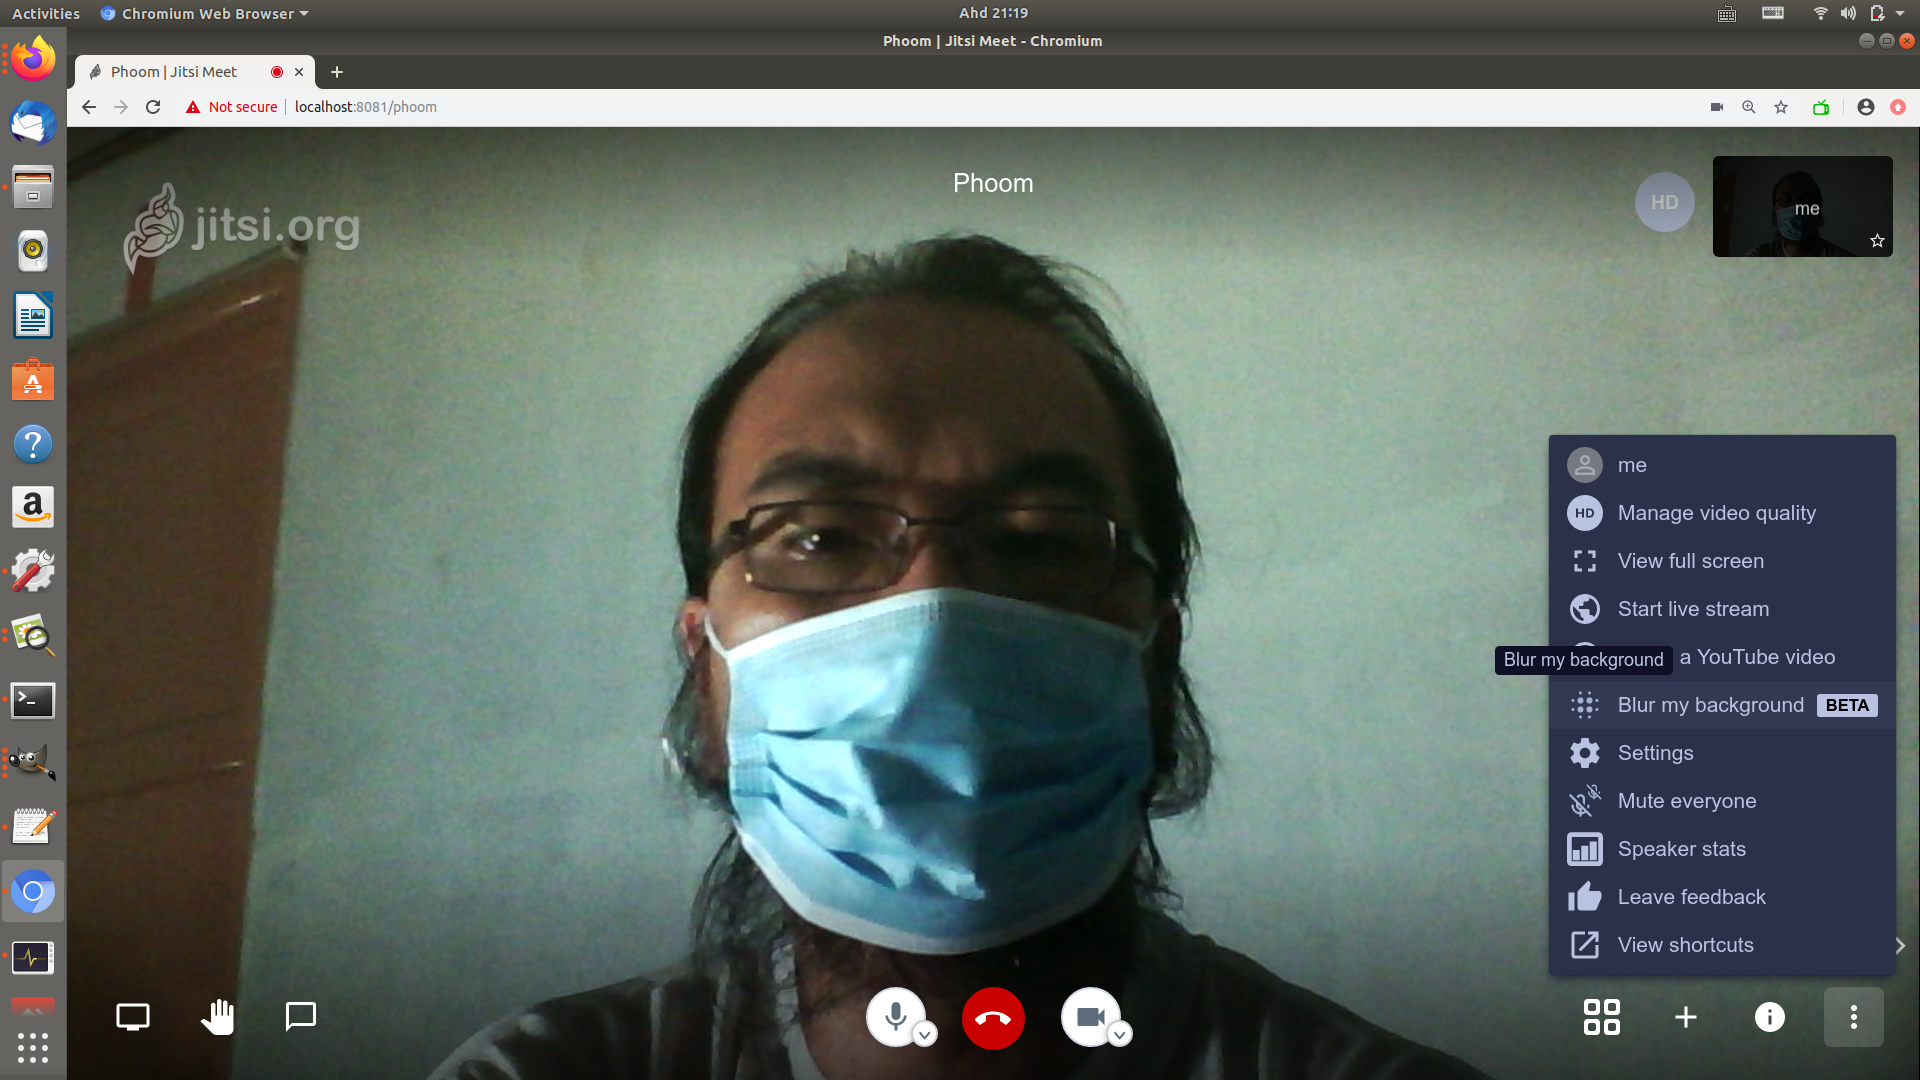 Activities
Chromium Web Browser
Ahd 21:19
Phoom | Jitsi Meet - Chromium
Phoom | Jitsi Meet
Not secure
localhost:8081/phoom
jitsi.org
Phoom
HD
me
me
HD
Manage video quality
View full screen
Start live stream
Blur my background
a YouTube video
Blur my background BETA
Settings
Mute everyone
Speaker stats
Leave feedback
View shortcuts
a
A
?
i